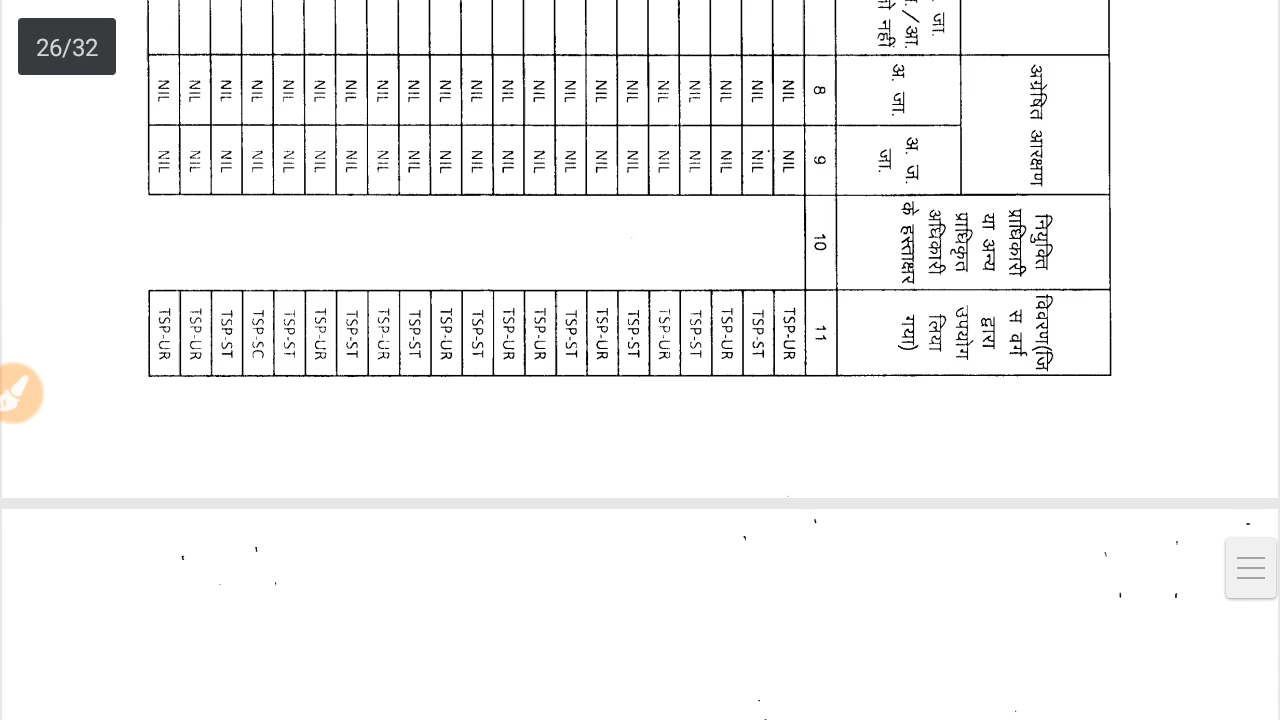 26/32
जा.
./आ.
नहीं
अग्रेषित आरक्षण
अ. जा.
अ. ज.
जा.
नियुक्ति
प्राधिकारी
या अन्य
प्राधिकृत
अधिकारी
के हस्ताक्षर
विवरण(जि
स वर्ग
द्वारा
उपयोग
लिया
गया)
8 9 10 11
NIL NIL TSP-UR
NIL NIL TSP-ST
NIL NIL TSP-UR
NIL NIL TSP-ST
NIL NIL TSP-UR
NIL NIL TSP-ST
NIL NIL TSP-UR
NIL NIL TSP-ST
NIL NIL TSP-UR
NIL NIL TSP-UR
NIL NIL TSP-ST
NIL NIL TSP-UR
NIL NIL TSP-ST
NIL NIL TSP-UR
NIL NIL TSP-ST
NIL NIL TSP-UR
NIL NIL TSP-ST
NIL NIL TSP-SC
NIL NIL TSP-ST
NIL NIL TSP-UR
NIL NIL TSP-UR